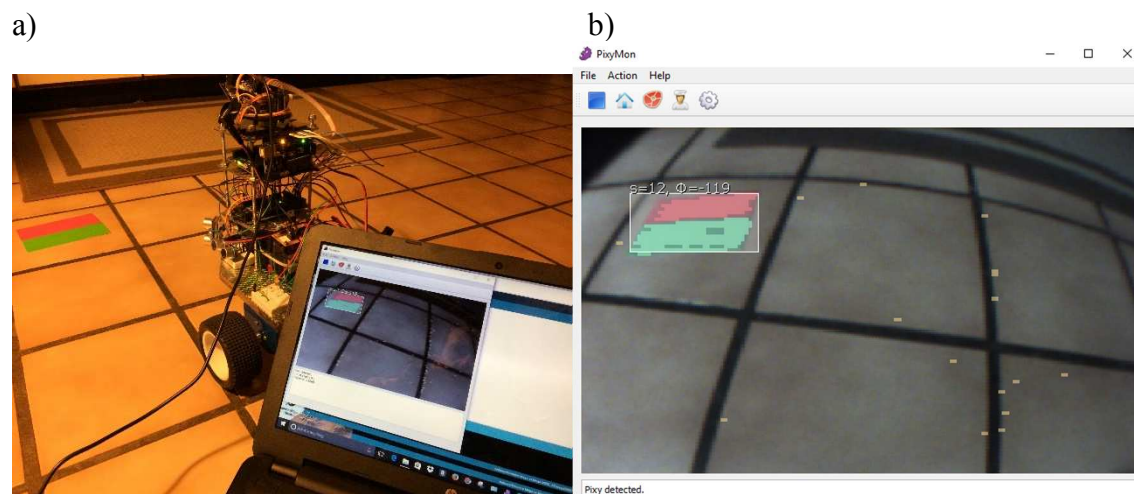 a)
b)
PixyMon
File Action Help
s=12, Φ=-119
Pixy detected.